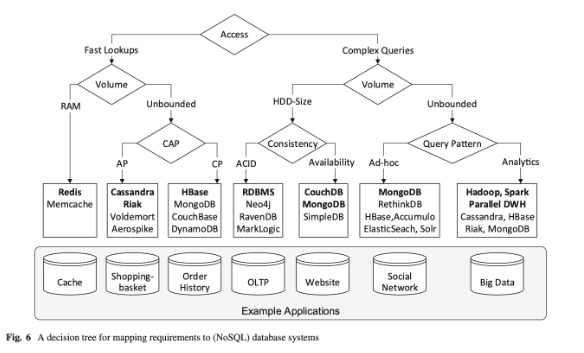 Access
Fast Lookups
Complex Queries
Volume
Volume
RAM
Unbounded
HDD-Size
Unbounded
CAP
Consistency
Query Pattern
AP
CP
ACID
Availability
Ad-hoc
Analytics
Redis
Memcache
Cassandra
Riak
Voldemort
Aerospike
HBase
MongoDB
CouchBase
DynamoDB
RDBMS
Neo4j
RavenDB
MarkLogic
CouchDB
MongoDB
SimpleDB
MongoDB
RethinkDB
HBase,Accumulo
ElasticSeach, Solr
Hadoop, Spark
Parallel DWH
Cassandra, HBase
Riak, MongoDB
Cache
Shopping-
basket
Order
History
OLTP
Website
Social
Network
Big Data
Example Applications
Fig. 6 A decision tree for mapping requirements to (NoSQL) database systems